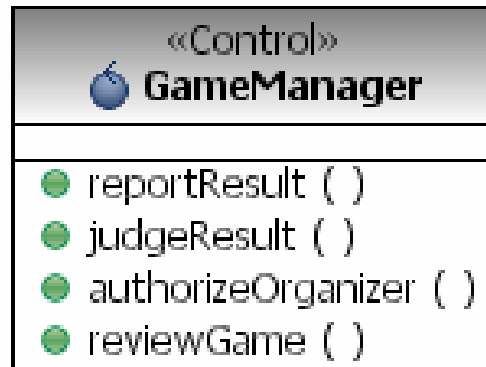 «Control»
GameManager
reportResult ( )
judgeResult ( )
authorizeOrganizer ( )
reviewGame ( )